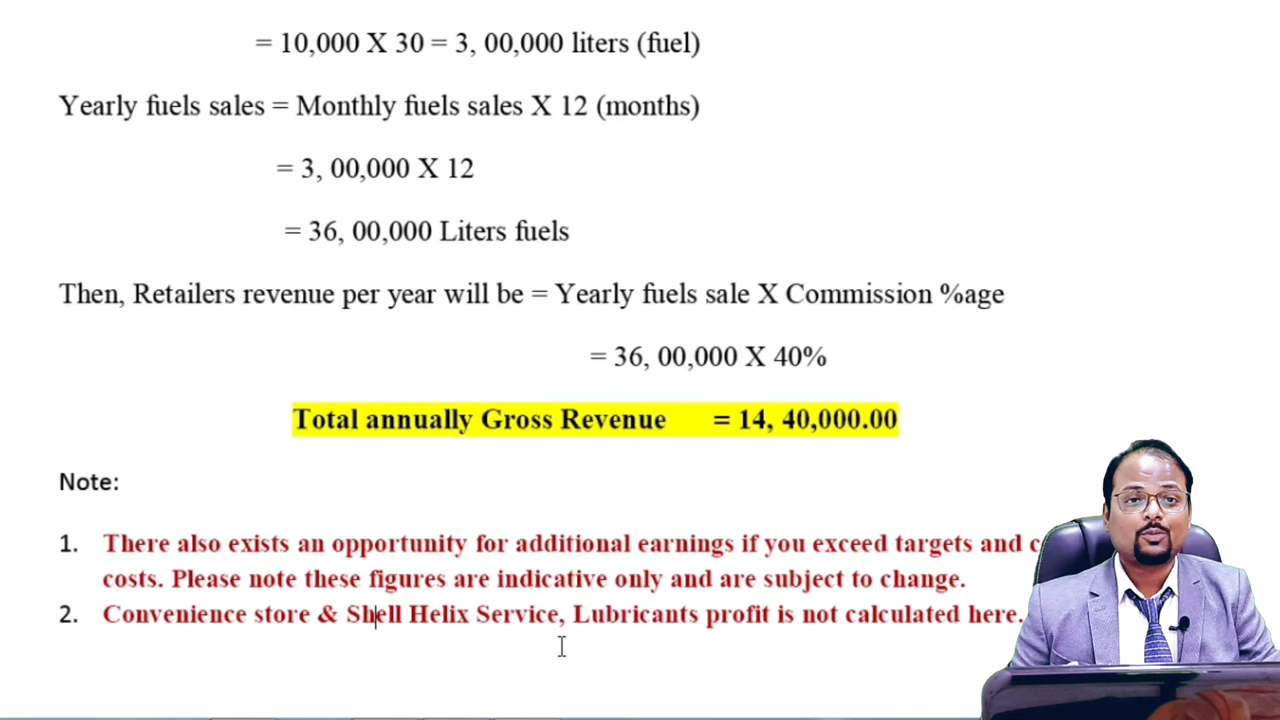 = 10,000 X 30 = 3, 00,000 liters (fuel)
Yearly fuels sales = Monthly fuels sales X 12 (months)
= 3, 00,000 X 12
= 36, 00,000 Liters fuels
Then, Retailers revenue per year will be = Yearly fuels sale X Commission %age
= 36, 00,000 X 40%
Total annually Gross Revenue = 14, 40,000.00
Note:
1. There also exists an opportunity for additional earnings if you exceed targets and
costs. Please note these figures are indicative only and are subject to change.
2. Convenience store & Shell Helix Service, Lubricants profit is not calculated here.